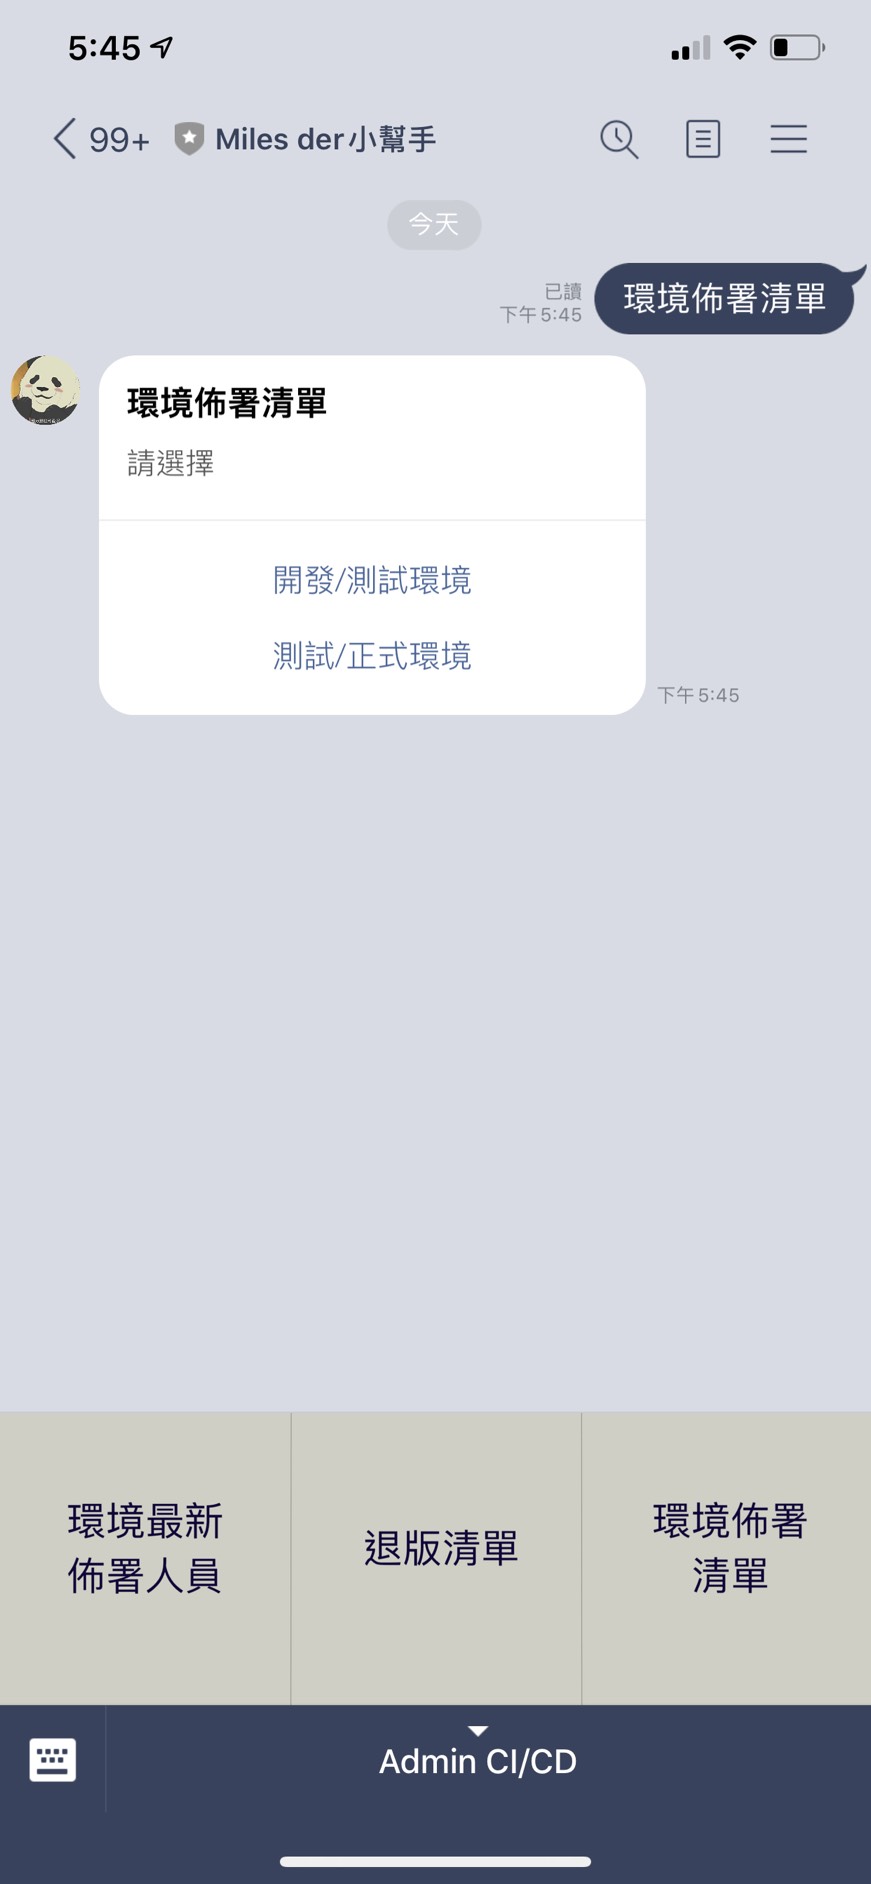 5:45
99+ Miles der小幫手
今天
已讀
下午 5:45
環境佈署清單
環境佈署清單
請選擇
開發/測試環境
測試/正式環境
下午 5:45
環境最新
佈署人員
退版清單
環境佈署
清單
Admin CI/CD